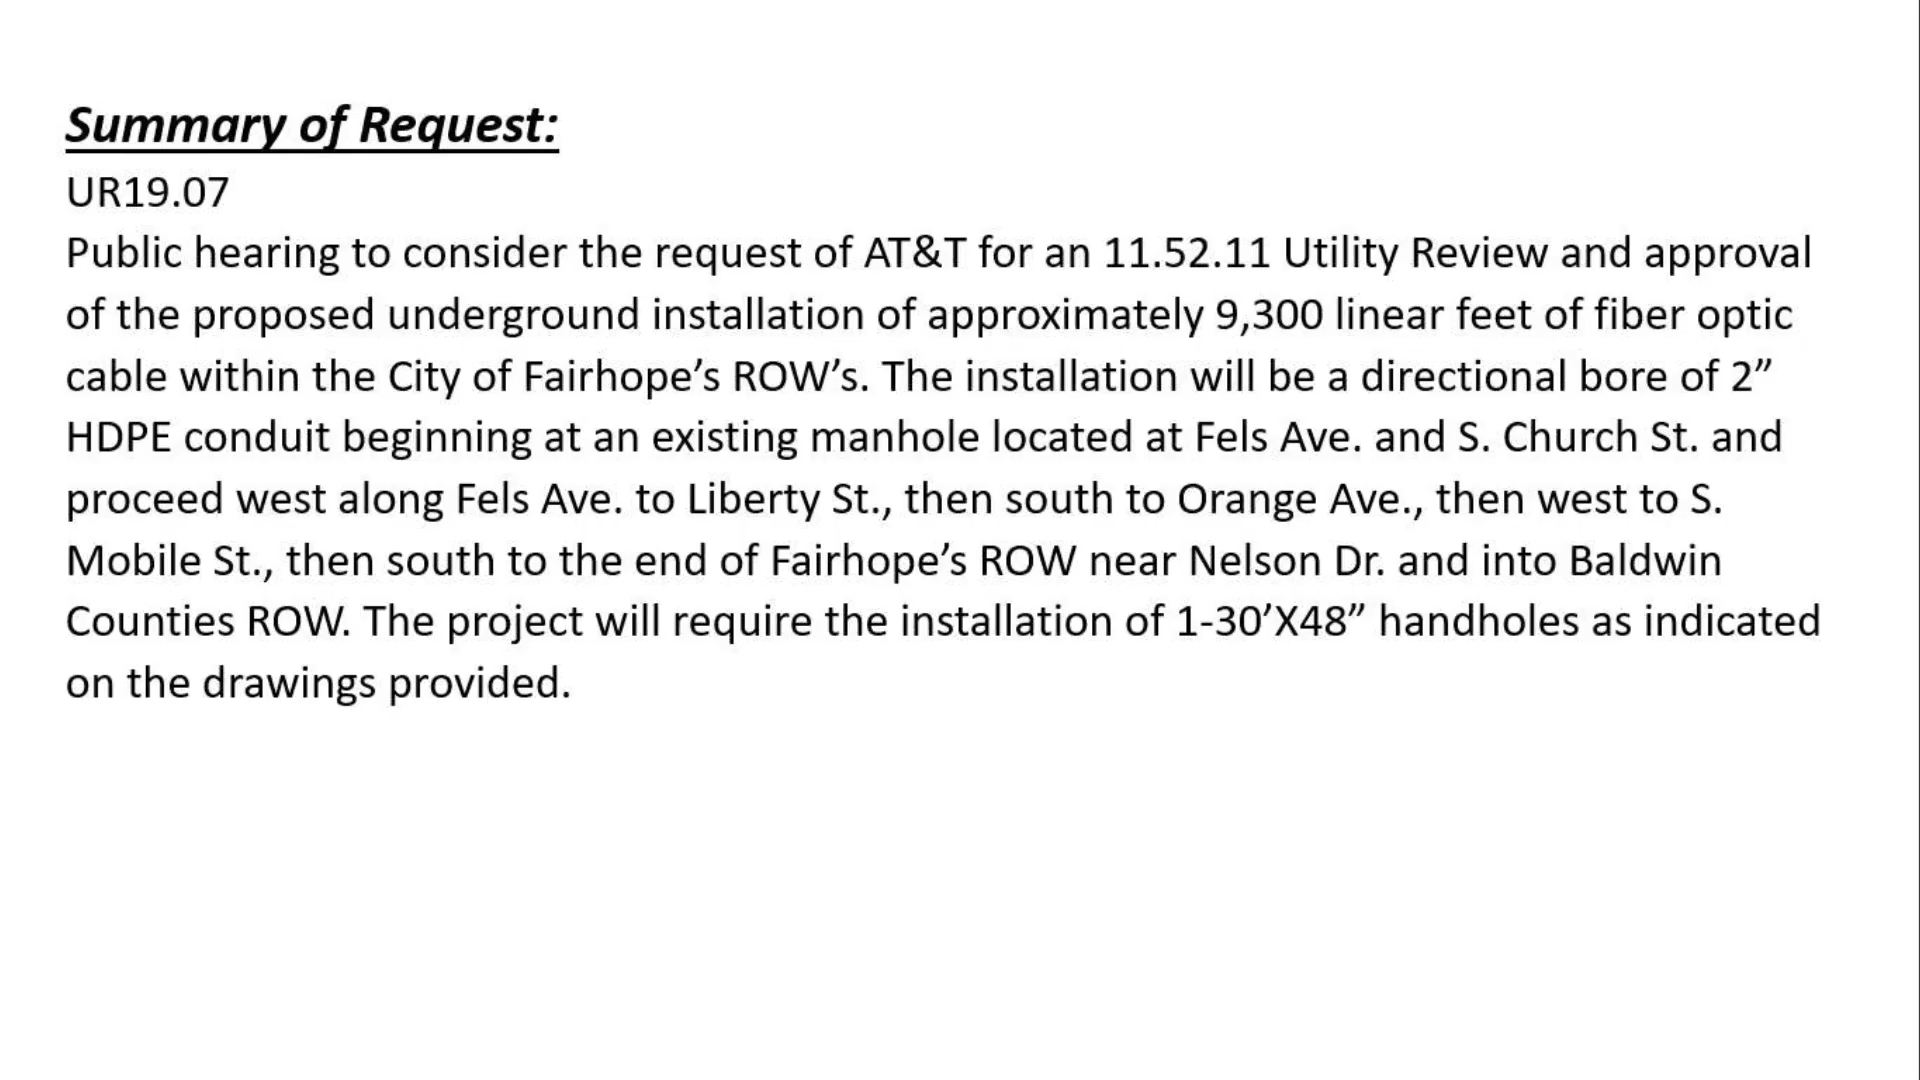 Summary of Request:
UR19.07
Public hearing to consider the request of AT&T for an 11.52.11 Utility Review and approval
of the proposed underground installation of approximately 9,300 linear feet of fiber optic
cable within the City of Fairhope’s ROW’s. The installation will be a directional bore of 2”
HDPE conduit beginning at an existing manhole located at Fels Ave. and S. Church St. and
proceed west along Fels Ave. to Liberty St., then south to Orange Ave., then west to S.
Mobile St., then south to the end of Fairhope’s ROW near Nelson Dr. and into Baldwin
Counties ROW. The project will require the installation of 1-30’X48” handholes as indicated
on the drawings provided.